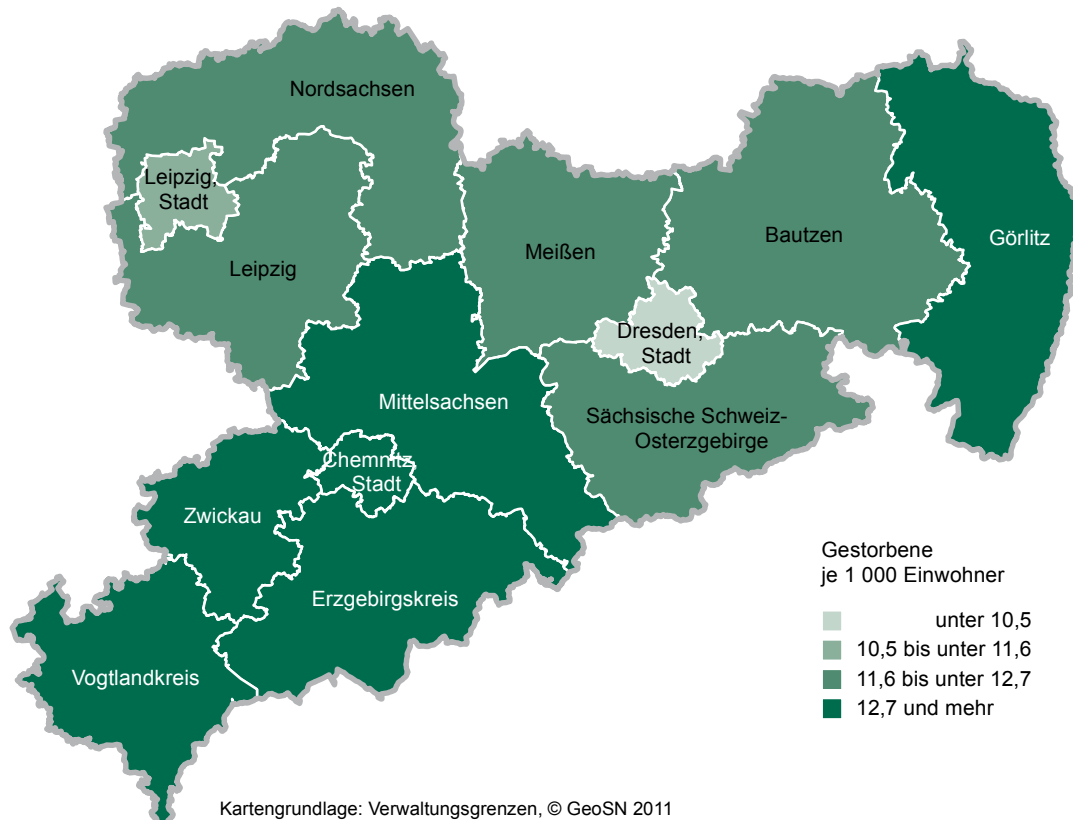 Nordsachsen
Leipzig,
Stadt
Leipzig
Meißen
Bautzen
Görlitz
Dresden,
Stadt
Mittelsachsen
Sächsische Schweiz-
Osterzgebirge
Chemnitz
Stadt
Zwickau
Erzgebirgskreis
Vogtlandkreis
Gestorbene
je 1 000 Einwohner
unter 10,5
10,5 bis unter 11,6
11,6 bis unter 12,7
12,7 und mehr
Kartengrundlage: Verwaltungsgrenzen, © GeoSN 2011